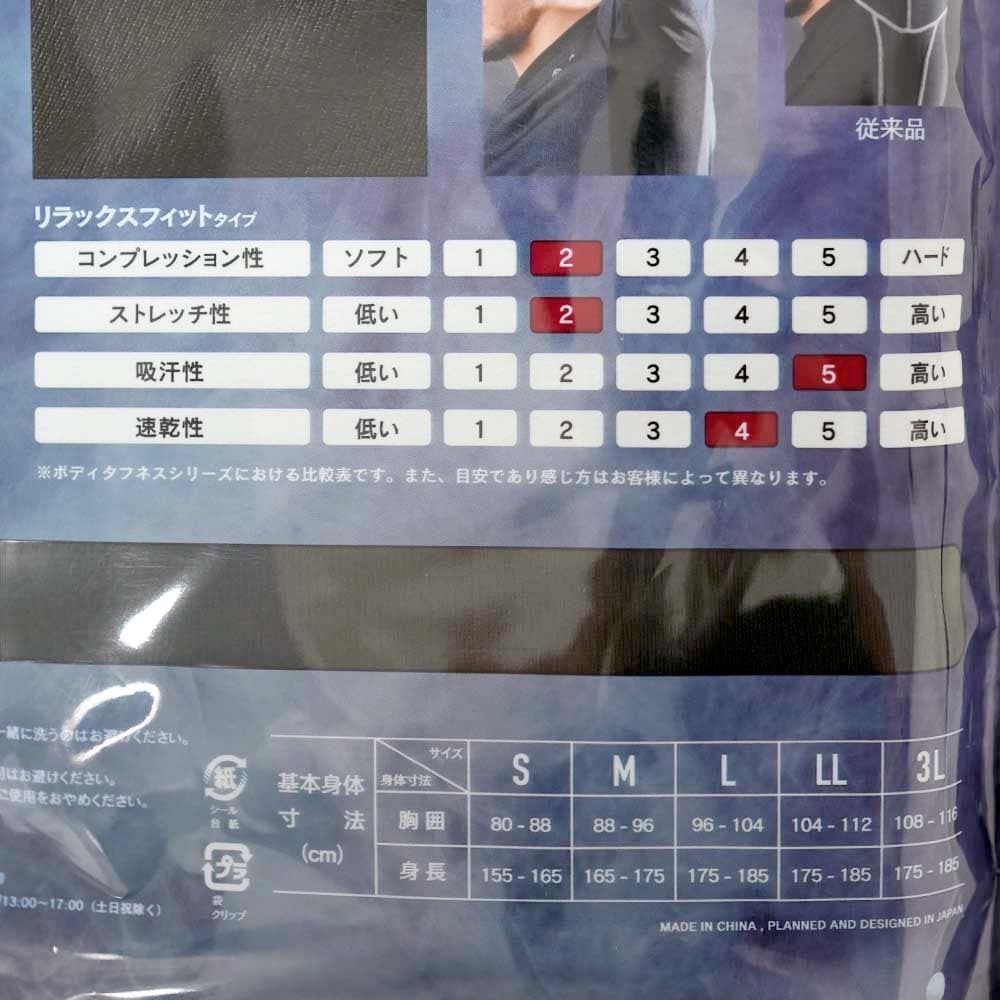 従来品
リラックスフィットタイプ
コンプレッション性 ソフト 1 2 3 4 5 ハード
ストレッチ性 低い 1 2 3 4 5 高い
吸汗性 低い 1 2 3 4 5 高い
速乾性 低い 1 2 3 4 5 高い
※ボディタフネスシリーズにおける比較表です。また、目安であり感じ方はお客様によって異なります。
一緒に洗うのはお避けください。
用はお避けください。
ご使用をおやめください。
13:00～17:00（土日祝除く）
紙
シール
台紙
プラ
袋
クリップ
基本身体寸法(cm)
サイズ
身体寸法 S M L LL 3L
胸囲 80 - 88 88 - 96 96 - 104 104 - 112 108 - 116
身長 155 - 165 165 - 175 175 - 185 175 - 185 175 - 185
MADE IN CHINA , PLANNED AND DESIGNED IN JAPAN